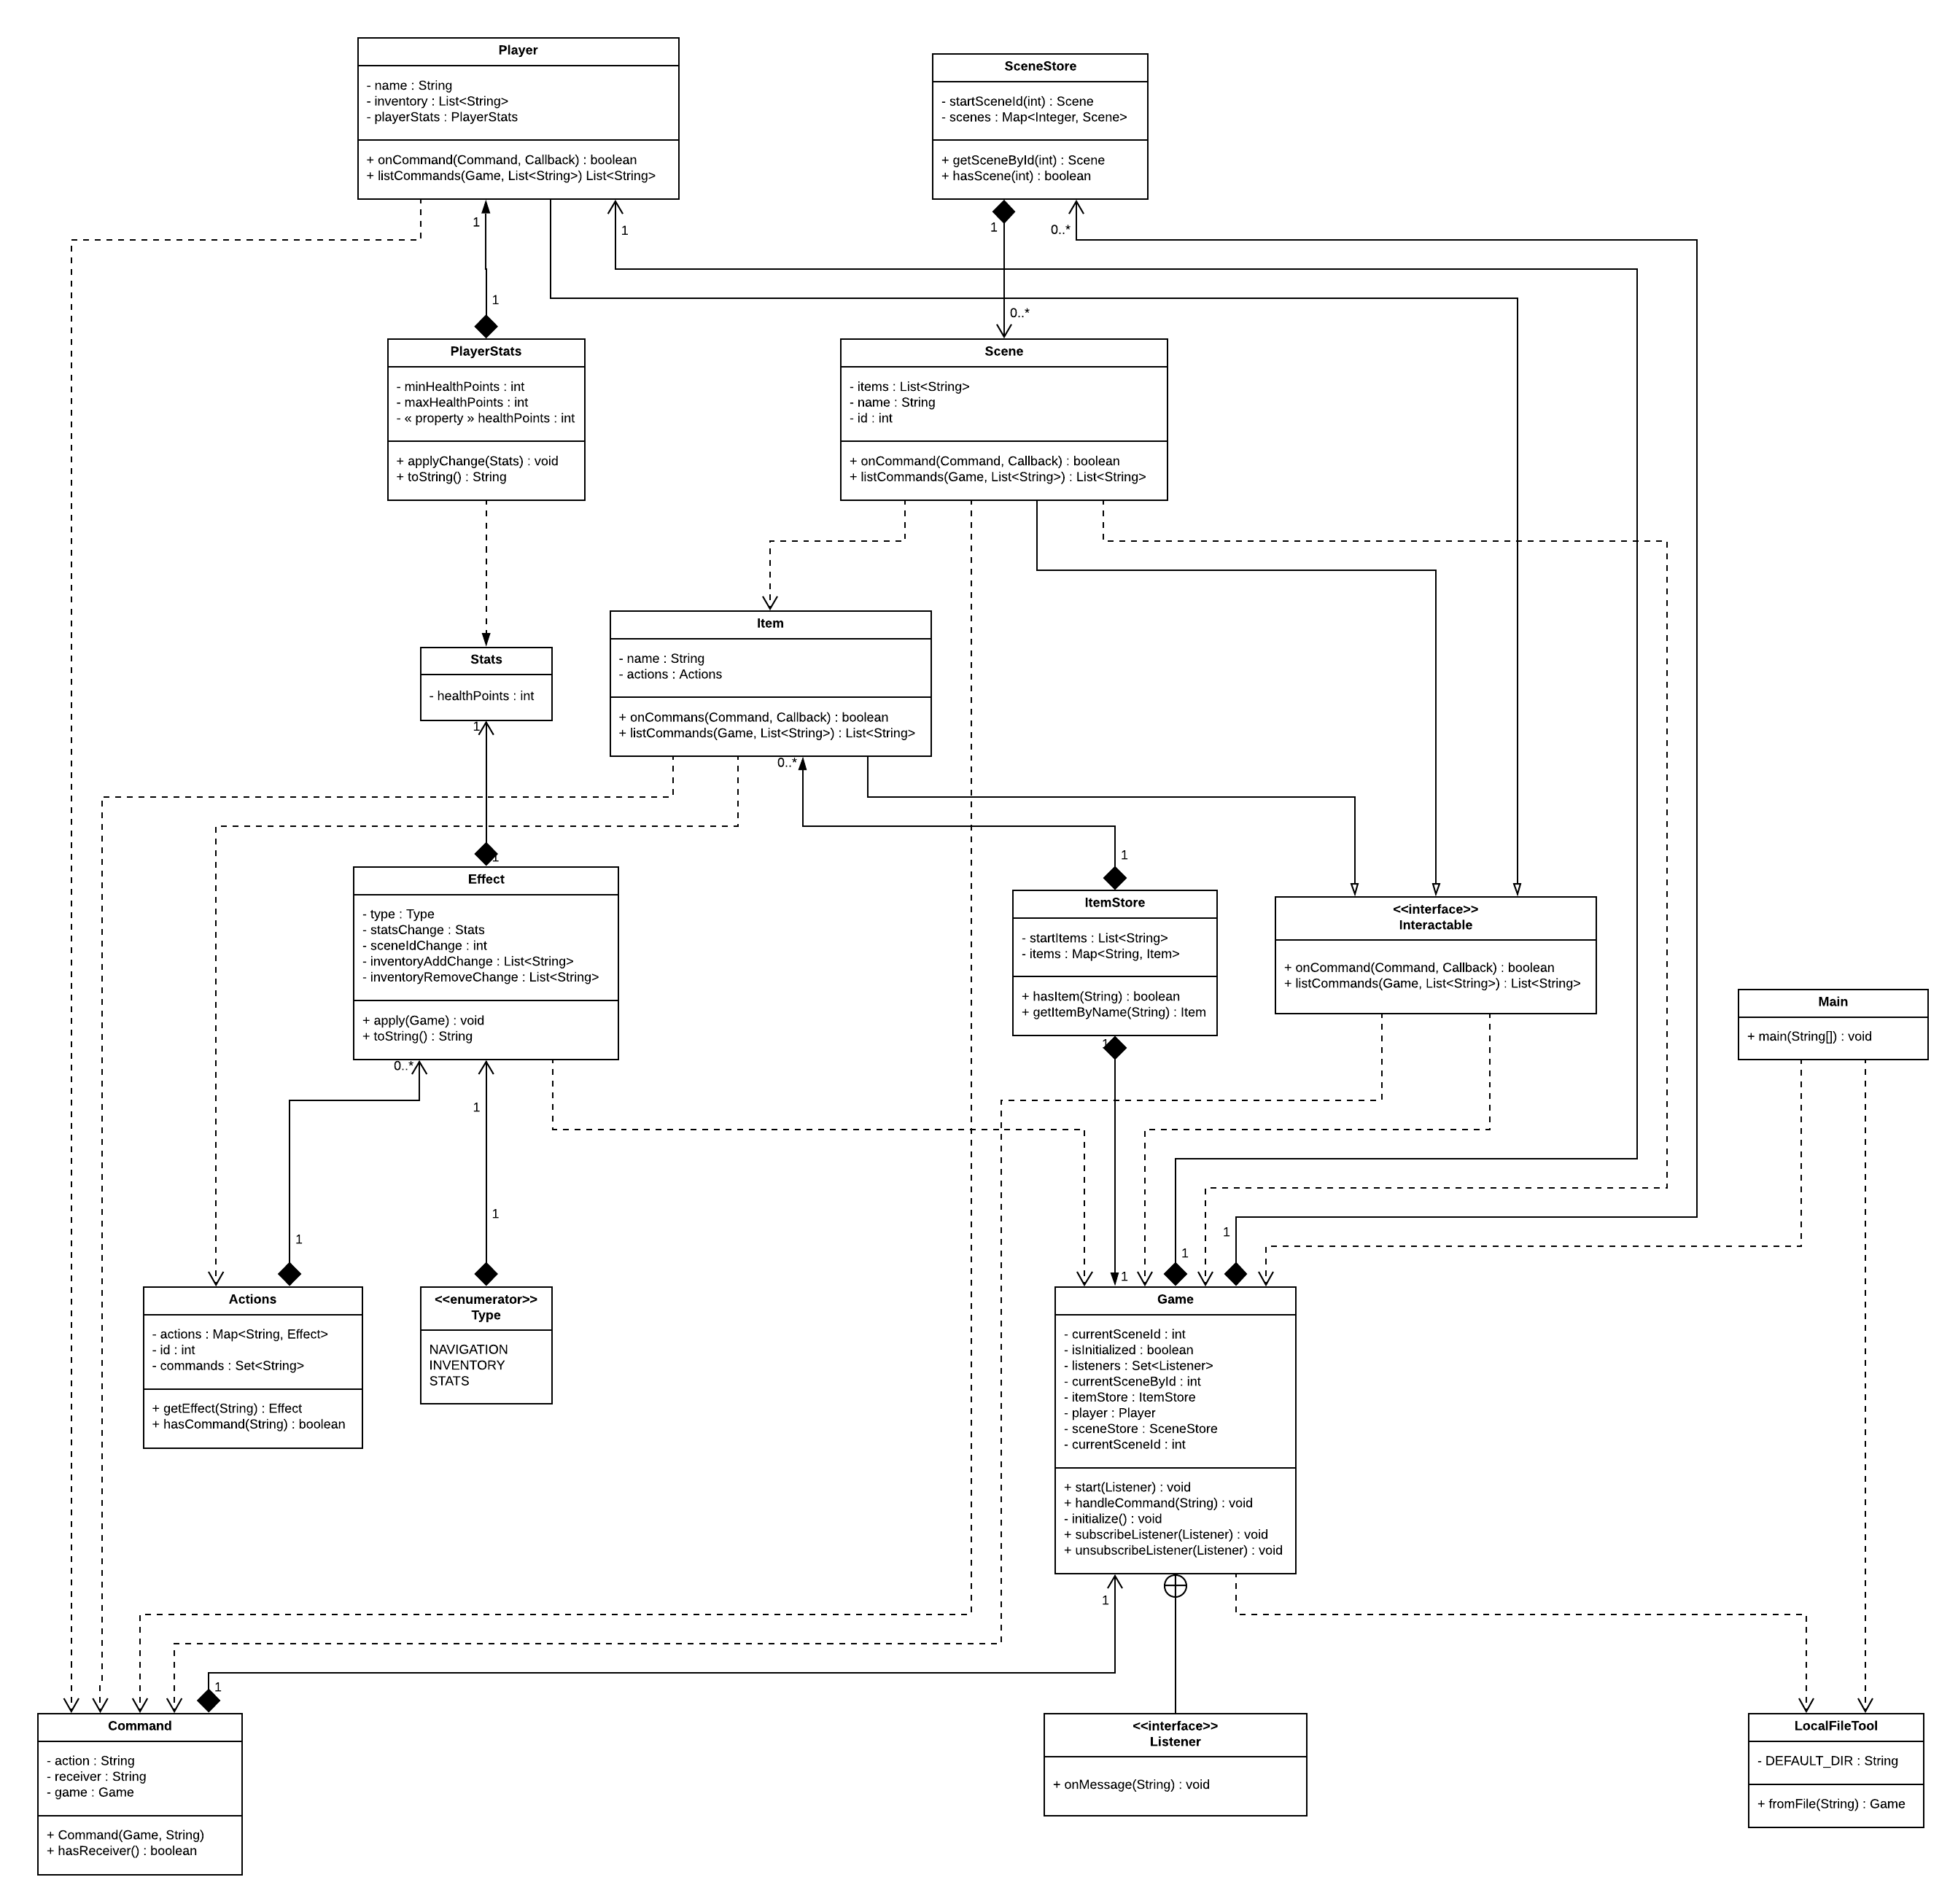 Player
- name : String
- inventory : List<String>
- playerStats : PlayerStats
+ onCommand(Command, Callback) : boolean
+ listCommands(Game, List<String>) List<String>
SceneStore
- startSceneId(int) : Scene
- scenes : Map<Integer, Scene>
+ getSceneById(int) : Scene
+ hasScene(int) : boolean
1
1
1
0..*
1
0..*
PlayerStats
- minHealthPoints : int
- maxHealthPoints : int
- « property » healthPoints : int
+ applyChange(Stats) : void
+ toString() : String
Scene
- items : List<String>
- name : String
- id : int
+ onCommand(Command, Callback) : boolean
+ listCommands(Game, List<String>) : List<String>
Item
- name : String
- actions : Actions
+ onCommans(Command, Callback) : boolean
+ listCommands(Game, List<String>) : List<String>
Stats
- healthPoints : int
1
0..*
1
1
Effect
- type : Type
- statsChange : Stats
- sceneIdChange : int
- inventoryAddChange : List<String>
- inventoryRemoveChange : List<String>
+ apply(Game) : void
+ toString() : String
ItemStore
- startItems : List<String>
- items : Map<String, Item>
+ hasItem(String) : boolean
+ getItemByName(String) : Item
<<interface>>
Interactable
+ onCommand(Command, Callback) : boolean
+ listCommands(Game, List<String>) : List<String>
Main
+ main(String[]) : void
1
0..*
1
1
1
1
1
1
1
Actions
- actions : Map<String, Effect>
- id : int
- commands : Set<String>
+ getEffect(String) : Effect
+ hasCommand(String) : boolean
<<enumerator>>
Type
NAVIGATION
INVENTORY
STATS
Game
- currentSceneId : int
- isInitialized : boolean
- listeners : Set<Listener>
- currentSceneById : int
- itemStore : ItemStore
- player : Player
- sceneStore : SceneStore
- currentSceneId : int
+ start(Listener) : void
+ handleCommand(String) : void
- initialize() : void
+ subscribeListener(Listener) : void
+ unsubscribeListener(Listener) : void
1
1
Command
- action : String
- receiver : String
- game : Game
+ Command(Game, String)
+ hasReceiver() : boolean
<<interface>>
Listener
+ onMessage(String) : void
LocalFileTool
- DEFAULT_DIR : String
+ fromFile(String) : Game